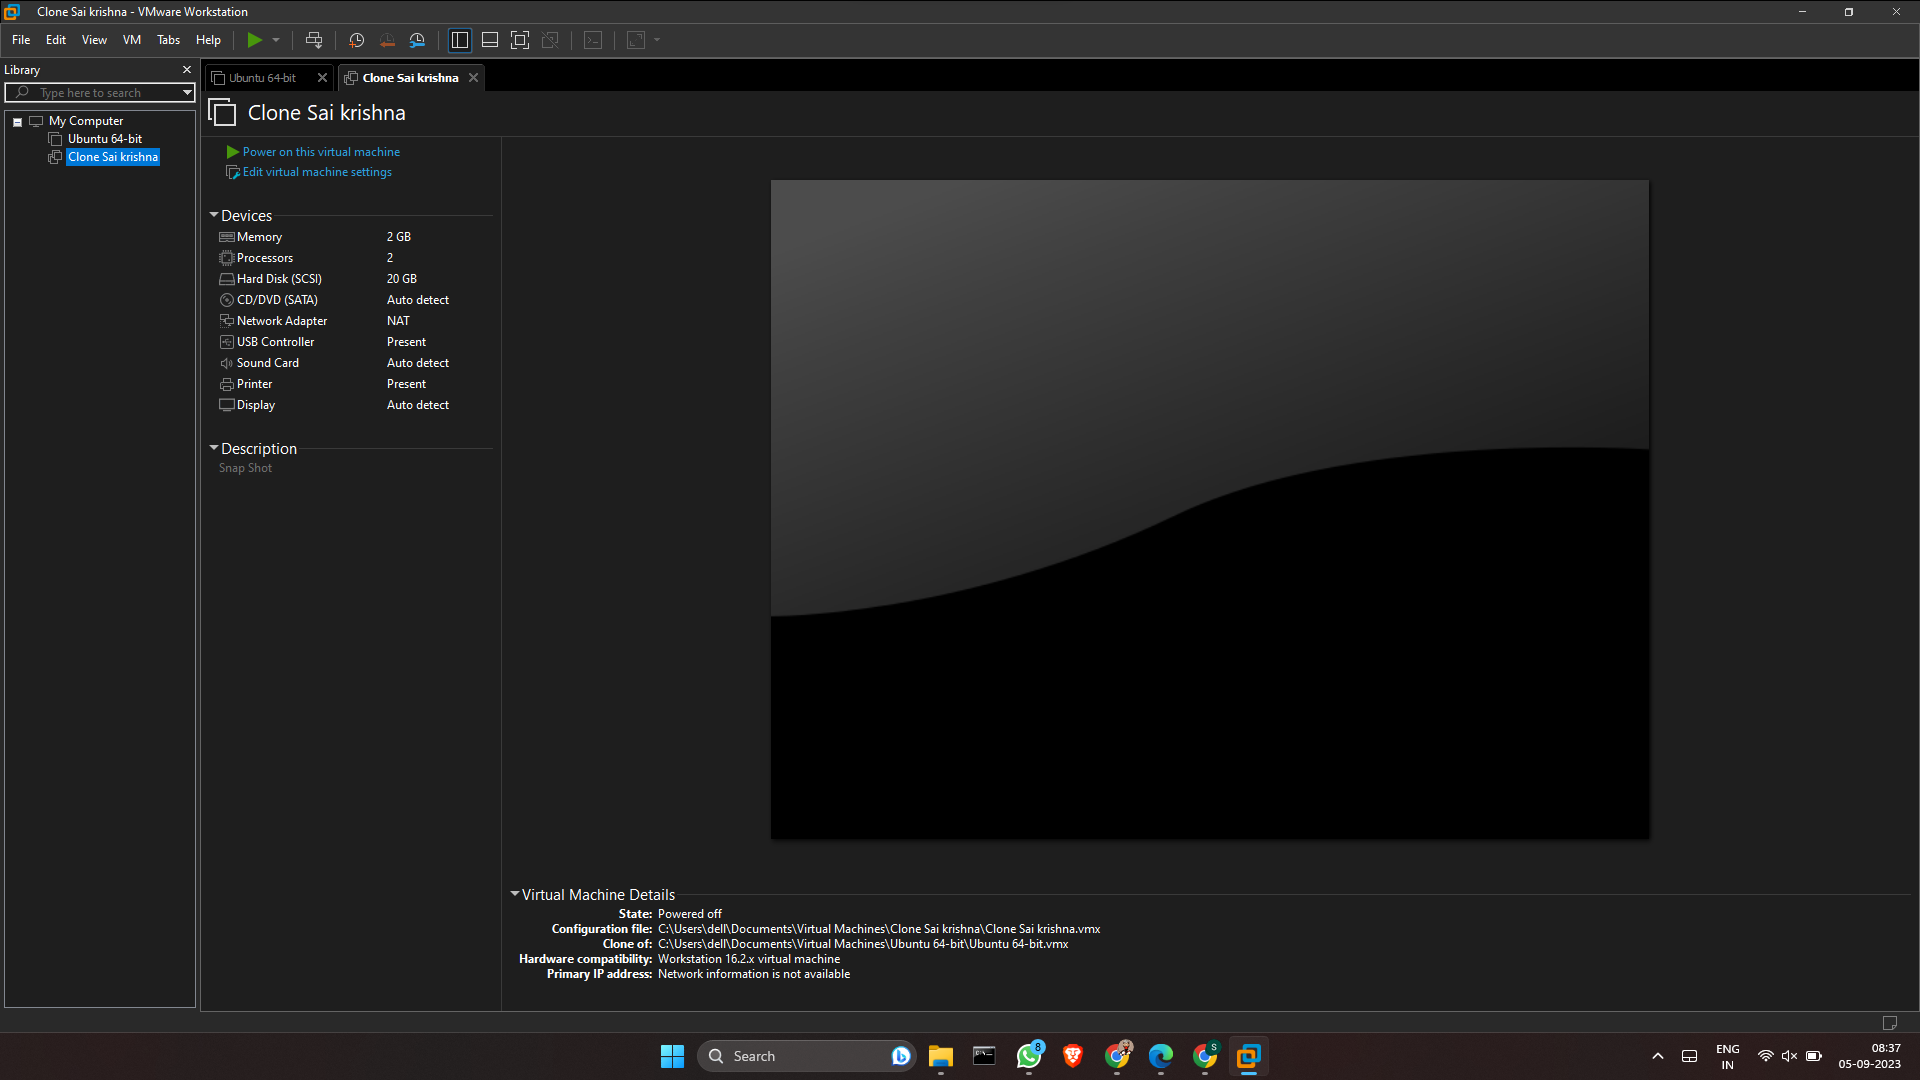 Clone Sai krishna - VMware Workstation
File Edit View VM Tabs Help
Library
Type here to search
My Computer
Ubuntu 64-bit
Clone Sai krishna
Ubuntu 64-bit
Clone Sai krishna
Clone Sai krishna
Power on this virtual machine
Edit virtual machine settings
Devices
Memory 2 GB
Processors 2
Hard Disk (SCSI) 20 GB
CD/DVD (SATA) Auto detect
Network Adapter NAT
USB Controller Present
Sound Card Auto detect
Printer Present
Display Auto detect
Description
Snap Shot
Virtual Machine Details
State: Powered off
Configuration file: C:\Users\dell\Documents\Virtual Machines\Clone Sai krishna\Clone Sai krishna.vmx
Clone of: C:\Users\dell\Documents\Virtual Machines\Ubuntu 64-bit\Ubuntu 64-bit.vmx
Hardware compatibility: Workstation 16.2.x virtual machine
Primary IP address: Network information is not available
Search
8
S
ENG
IN
08:37
05-09-2023